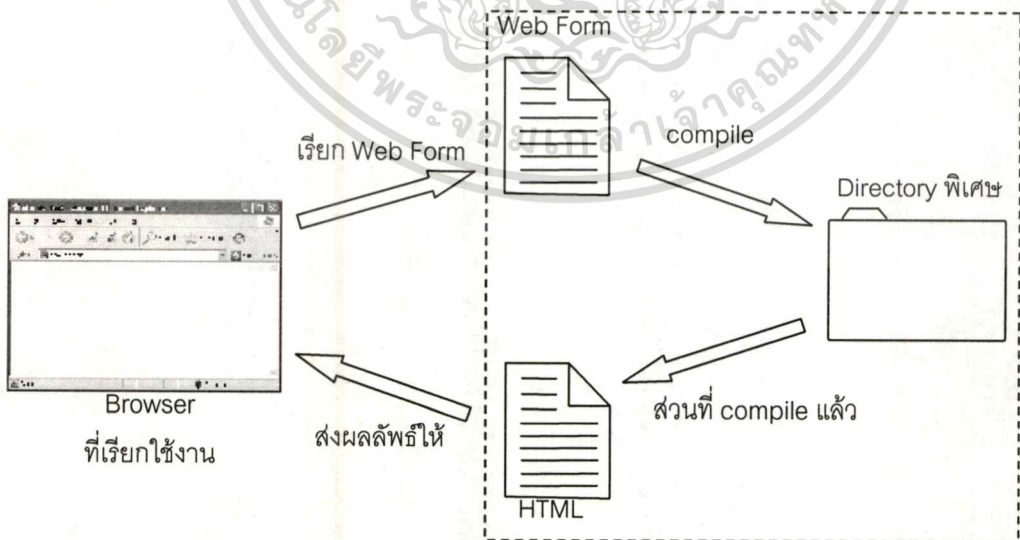 Web Form
เรียก Web Form
compile
Directory พิเศษ
Browser
ที่เรียกใช้งาน
ส่งผลลัพธ์ให้
ส่วนที่ compile แล้ว
HTML